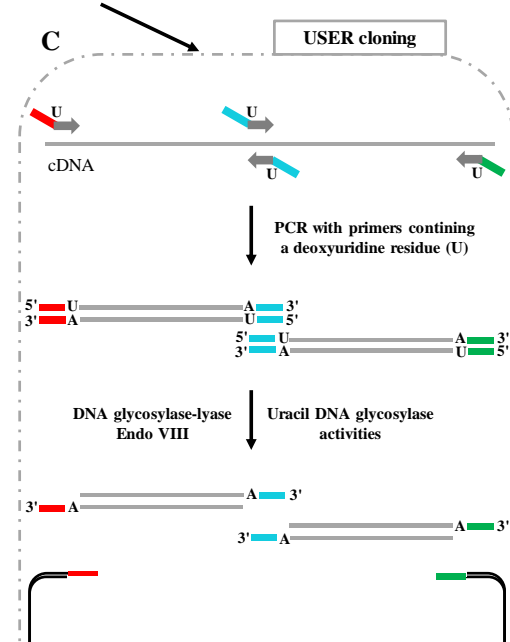 C
USER cloning
U
U
cDNA
U
U
PCR with primers contining
a deoxyuridine residue (U)
5' U A 3'
3' A U 5'
5' U A 3'
3' A U 5'
DNA glycosylase-lyase
Endo VIII
Uracil DNA glycosylase
activities
A 3'
3' A
A 3'
3' A